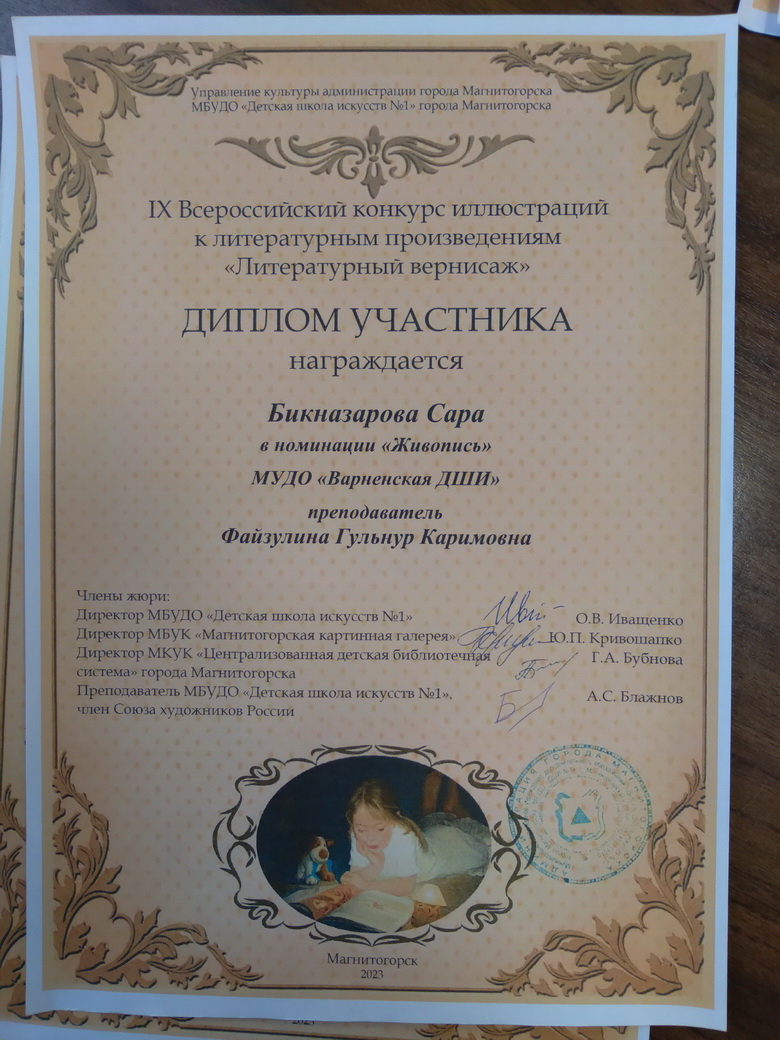 Управление культуры администрации города Магнитогорска
МБУДО «Детская школа искусств №1» города Магнитогорска
IX Всероссийский конкурс иллюстраций
к литературным произведениям
«Литературный вернисаж»
ДИПЛОМ УЧАСТНИКА
награждается
Бикназарова Сара
в номинации «Живопись»
МУДО «Варненская ДШИ»
преподаватель
Файзулина Гульнур Каримовна
Члены жюри:
Директор МБУДО «Детская школа искусств №1» О.В. Иващенко
Директор МБУК «Магнитогорская картинная галерея» Ю.П. Кривошапко
Директор МКУК «Централизованная детская библиотечная Г.А. Бубнова
система» города Магнитогорска
Преподаватель МБУДО «Детская школа искусств №1», А.С. Блажнов
член Союза художников России
Магнитогорск
2023
2023